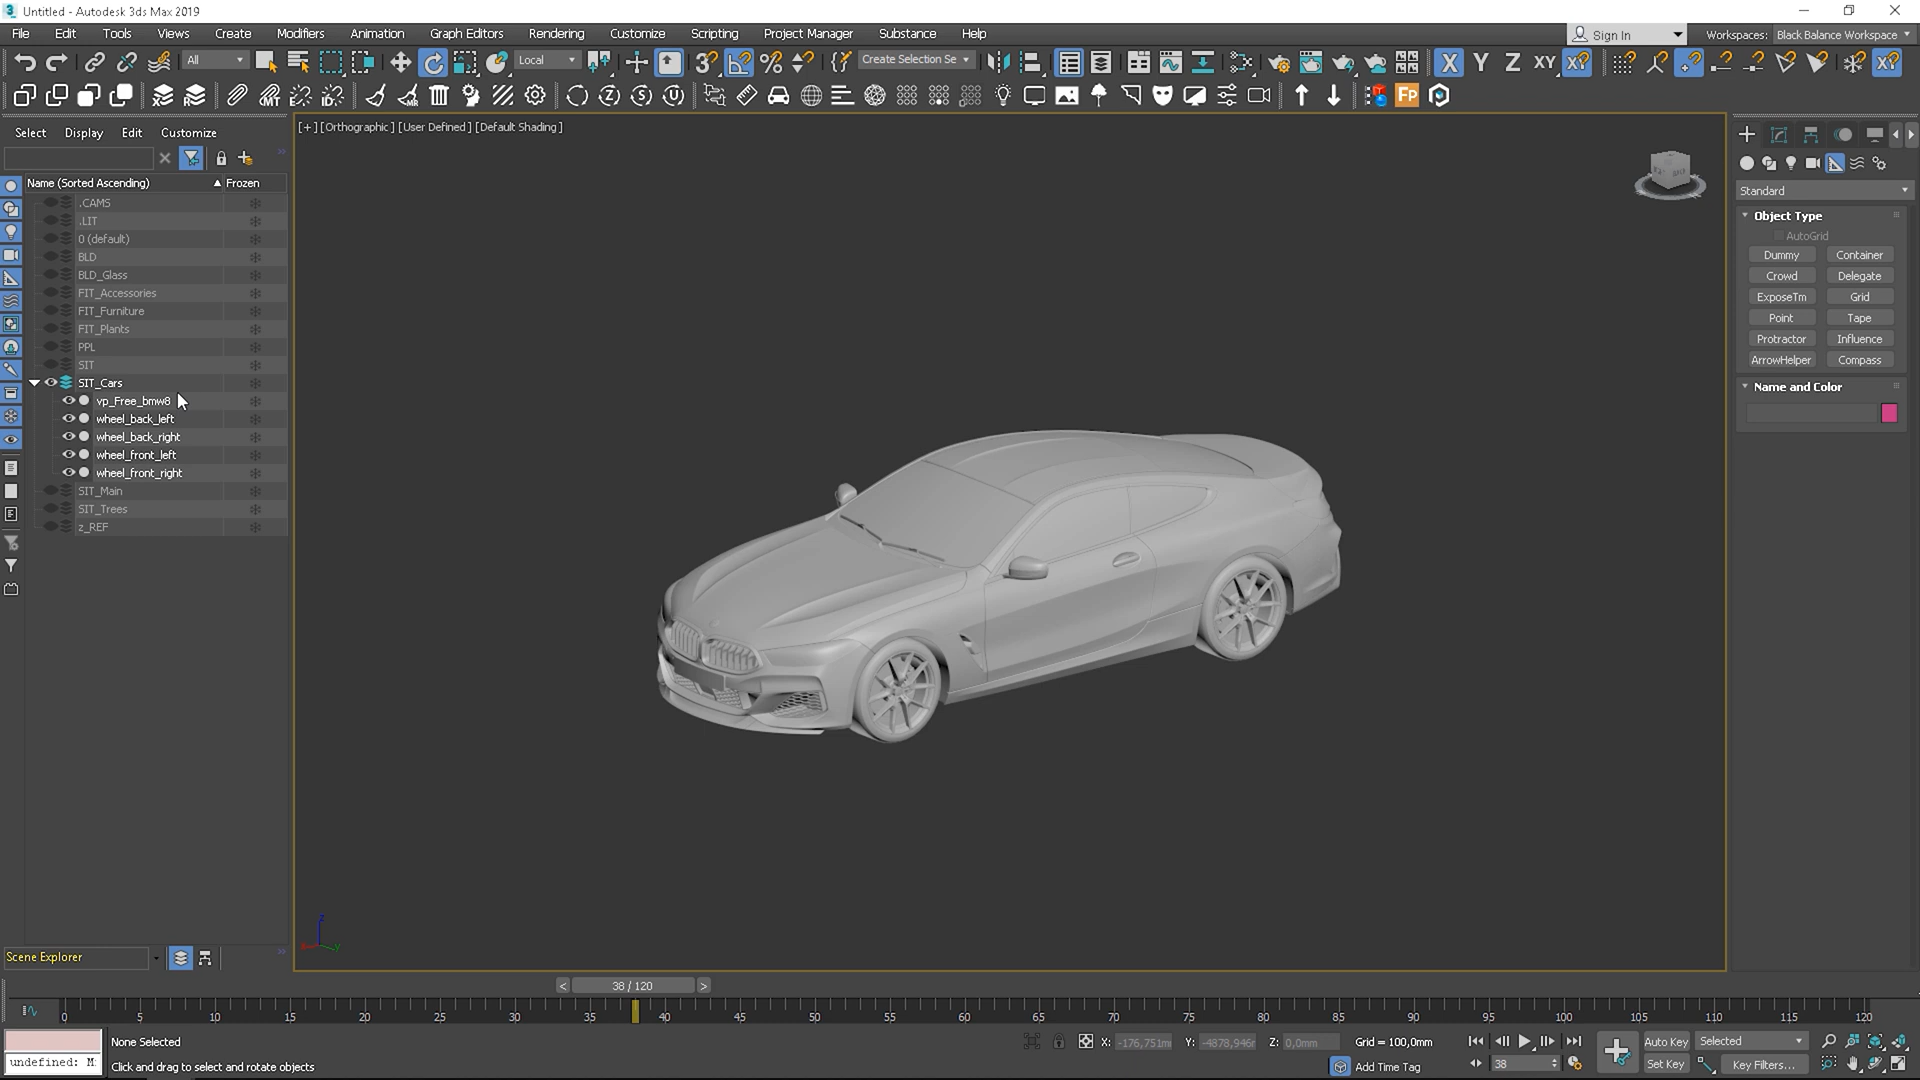 Untitled - Autodesk 3ds Max 2019
File Edit Tools Views Create Modifiers Animation Graph Editors Rendering Customize Scripting Project Manager Substance Help
Sign In Workspaces: Black Balance Workspace
All Local Create Selection Se X Y Z XY
Fp
Select Display Edit Customize
[+] [Orthographic] [User Defined] [Default Shading]
Name (Sorted Ascending) Frozen
.CAMS
.LIT
0 (default)
BLD
BLD_Glass
FIT_Accessories
FIT_Furniture
FIT_Plants
PPL
SIT
SIT_Cars
vp_Free_bmw8
wheel_back_left
wheel_back_right
wheel_front_left
wheel_front_right
SIT_Main
SIT_Trees
z_REF
Standard
Object Type
AutoGrid
Dummy Container
Crowd Delegate
ExposeTm Grid
Point Tape
Protractor Influence
ArrowHelper Compass
Name and Color
Scene Explorer
< 38 / 120 >
0 5 10 15 20 25 30 35 40 45 50 55 60 65 70 75 80 85 90 95 100 105 110 115 120
None Selected X: -176,751m Y: -4878,946r Z: 0,0mm Grid = 100,0mm Auto Key Selected
undefined: M Click and drag to select and rotate objects Add Time Tag 38 Set Key Key Filters...